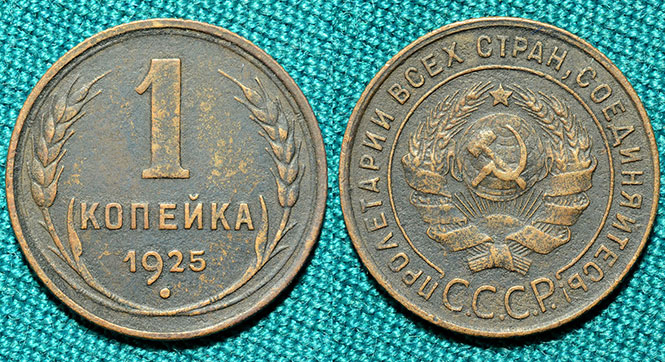 1
КОПЕЙКА
1925
ПРОЛЕТАРИИ ВСЕХ СТРАН, СОЕДИНЯЙТЕСЬ!
С.С.С.Р.